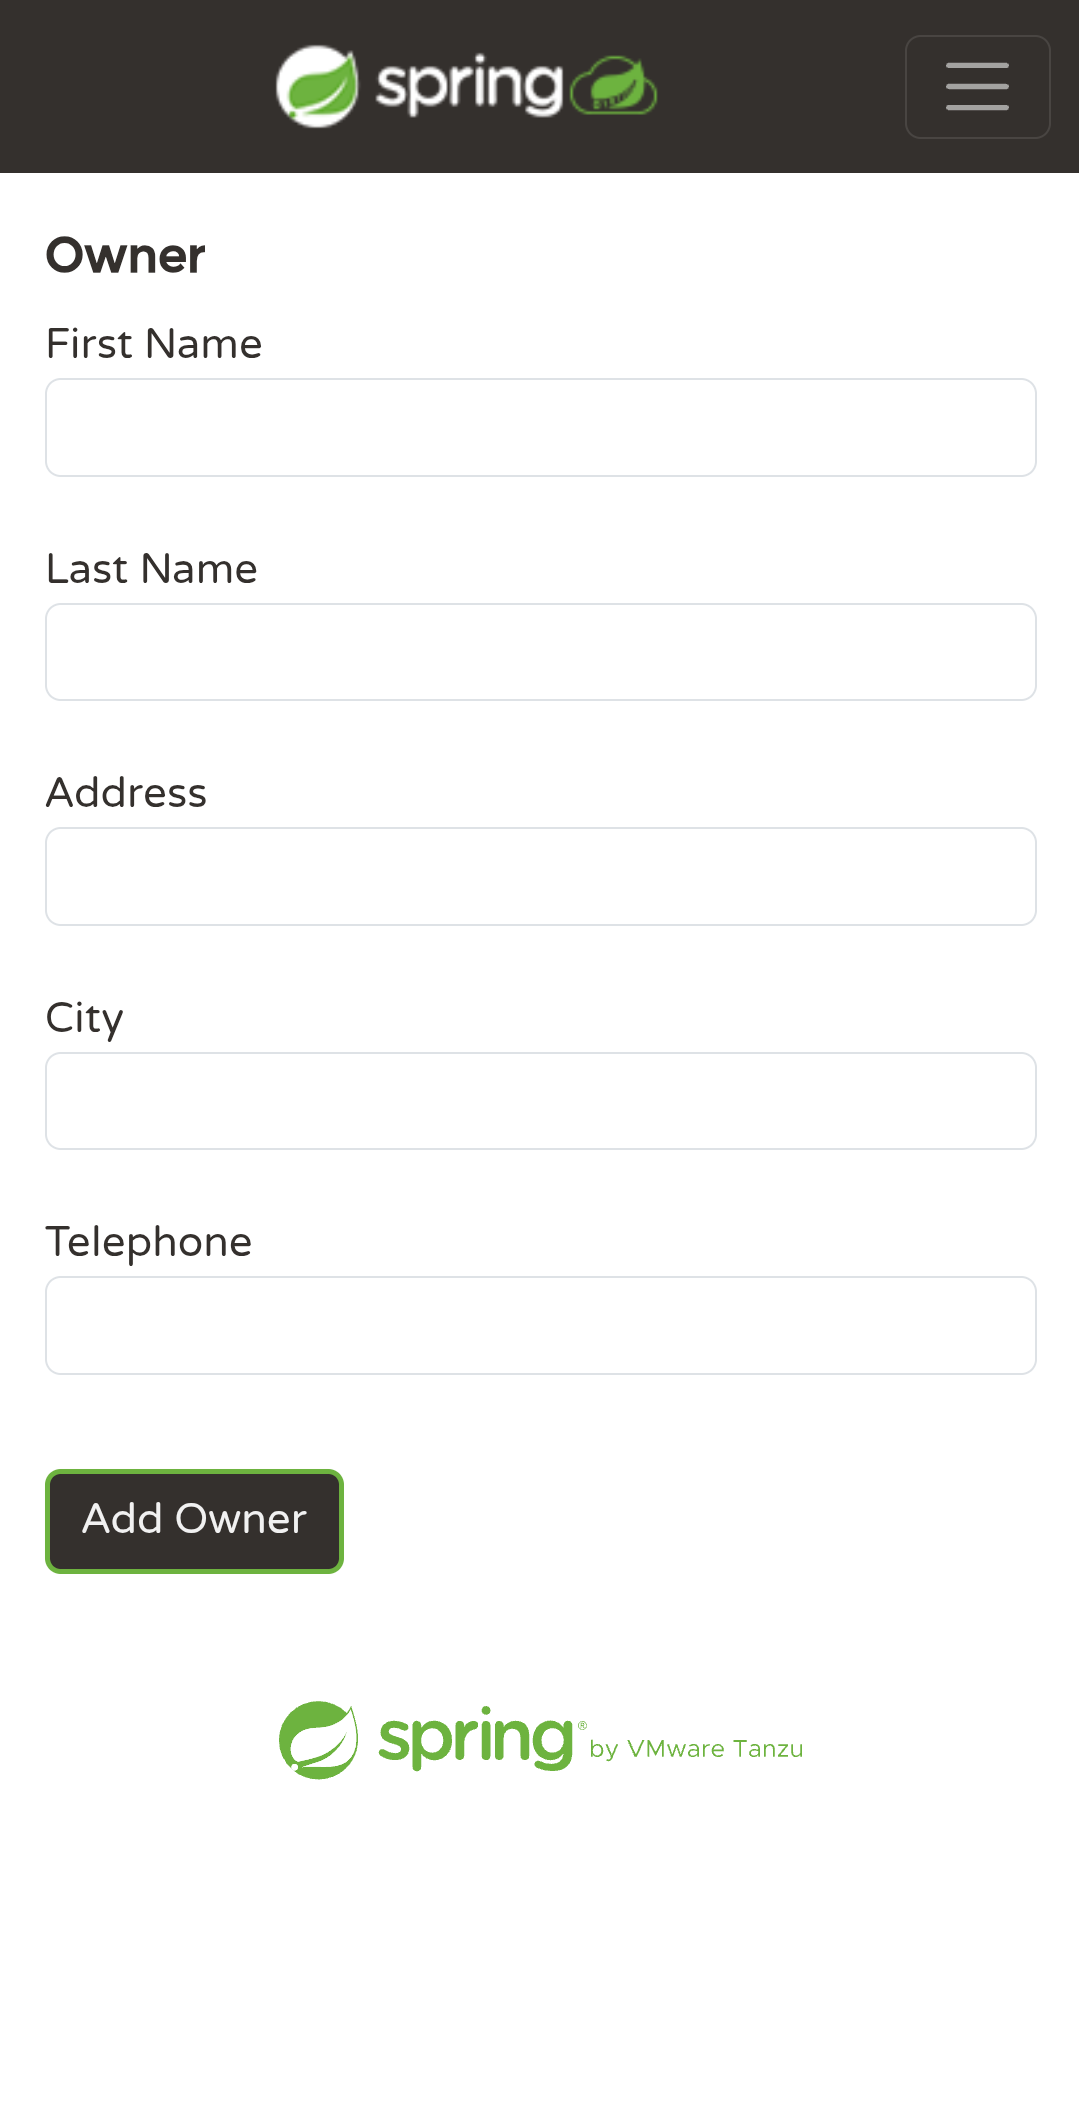 spring
Owner
First Name
Last Name
Address
City
Telephone
Add Owner
spring® by VMware Tanzu